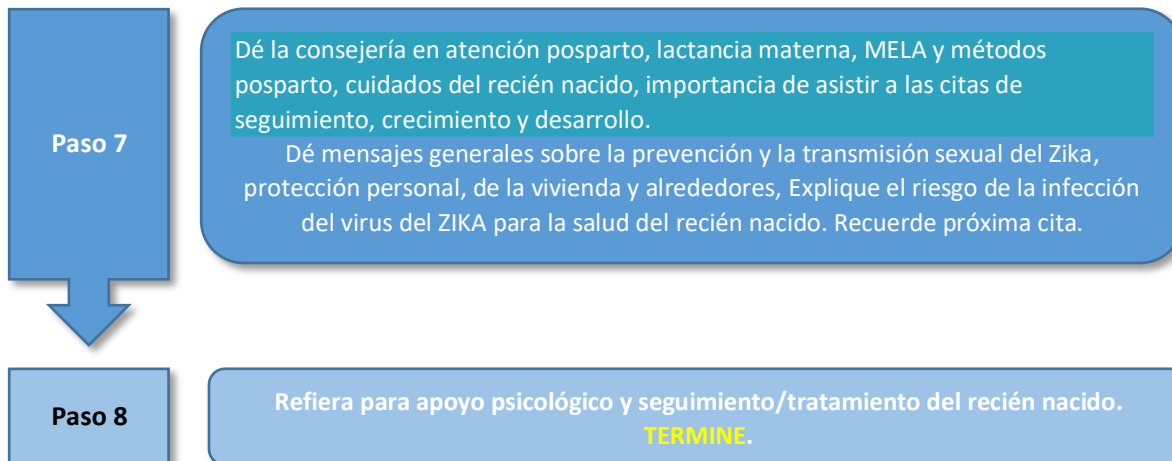 Paso 7
Dé la consejería en atención posparto, lactancia materna, MELA y métodos
posparto, cuidados del recién nacido, importancia de asistir a las citas de
seguimiento, crecimiento y desarrollo.
Dé mensajes generales sobre la prevención y la transmisión sexual del Zika,
protección personal, de la vivienda y alrededores, Explique el riesgo de la infección
del virus del ZIKA para la salud del recién nacido. Recuerde próxima cita.
Paso 8
Refiera para apoyo psicológico y seguimiento/tratamiento del recién nacido.
TERMINE.